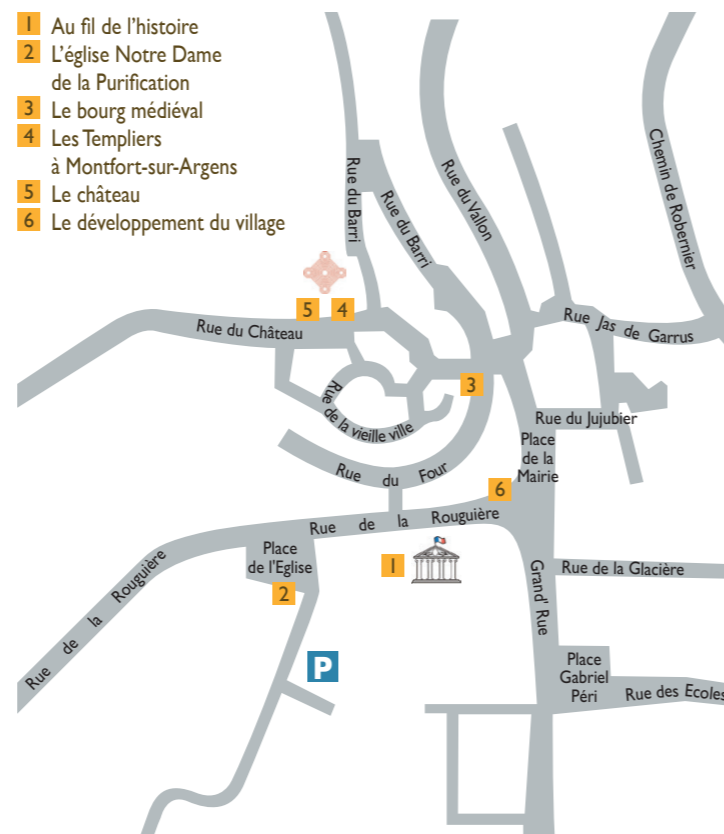 1 Au fil de l’histoire
2 L’église Notre Dame
de la Purification
3 Le bourg médiéval
4 Les Templiers
à Montfort-sur-Argens
5 Le château
6 Le développement du village
Rue du Barri
Rue du Barri
Rue du Vallon
Chemin de Robernier
5 4
Rue du Château
Rue Jas de Garrus
3
Rue
de la vieille ville
Rue du Jujubier
Place
de la
Mairie
Rue du Four
6
Rue de la Rouguière
Place
de l'Eglise
1
2
Rue de la Rouguière
Grand' Rue
Rue de la Glacière
P
Place
Gabriel
Péri
Rue des Ecoles